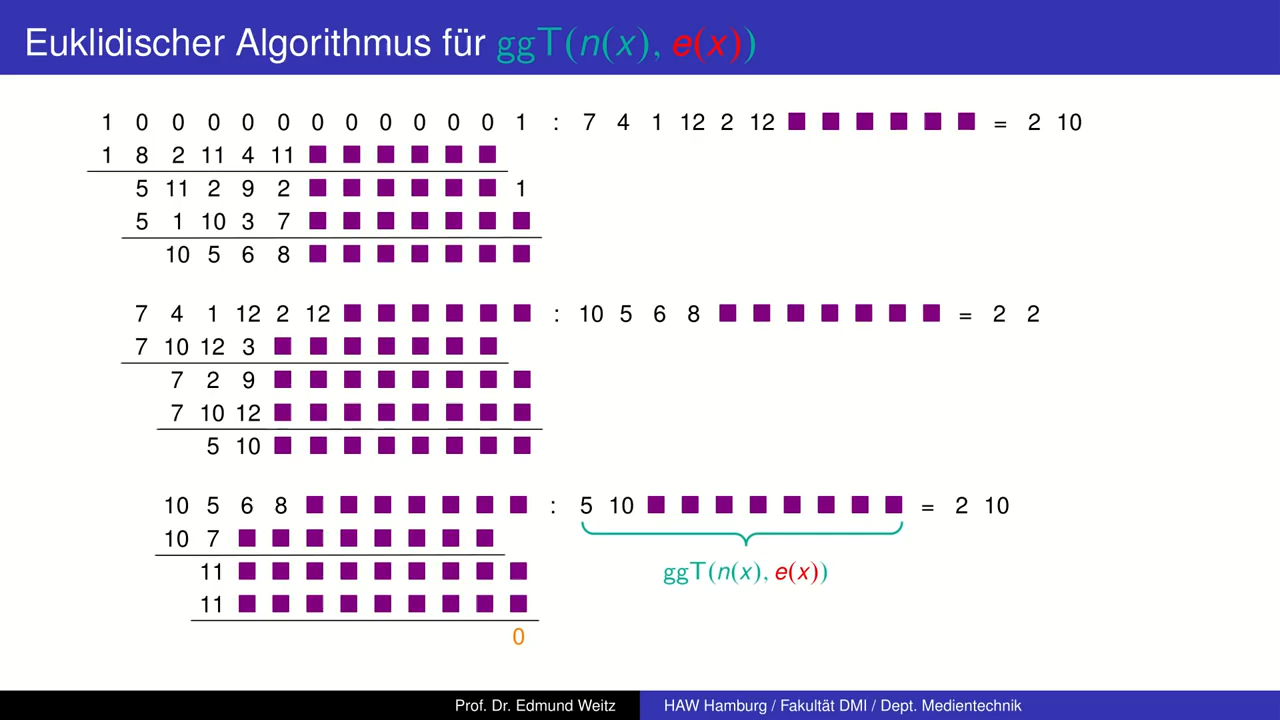 Euklidischer Algorithmus für ggT(n(x), e(x))
1 0 0 0 0 0 0 0 0 0 0 0 1 : 7 4 1 12 2 12 ■ ■ ■ ■ ■ ■ = 2 10
1 8 2 11 4 11 ■ ■ ■ ■ ■ ■
5 11 2 9 2 ■ ■ ■ ■ ■ ■ 1
5 1 10 3 7 ■ ■ ■ ■ ■ ■ ■
10 5 6 8 ■ ■ ■ ■ ■ ■ ■
7 4 1 12 2 12 ■ ■ ■ ■ ■ ■ : 10 5 6 8 ■ ■ ■ ■ ■ ■ ■ = 2 2
7 10 12 3 ■ ■ ■ ■ ■ ■ ■
7 2 9 ■ ■ ■ ■ ■ ■ ■ ■
7 10 12 ■ ■ ■ ■ ■ ■ ■ ■
5 10 ■ ■ ■ ■ ■ ■ ■ ■
10 5 6 8 ■ ■ ■ ■ ■ ■ ■ : 5 10 ■ ■ ■ ■ ■ ■ ■ ■ = 2 10
10 7 ■ ■ ■ ■ ■ ■ ■ ■
11 ■ ■ ■ ■ ■ ■ ■ ■ ■
ggT(n(x), e(x))
11 ■ ■ ■ ■ ■ ■ ■ ■ ■
0
Prof. Dr. Edmund Weitz
HAW Hamburg / Fakultät DMI / Dept. Medientechnik